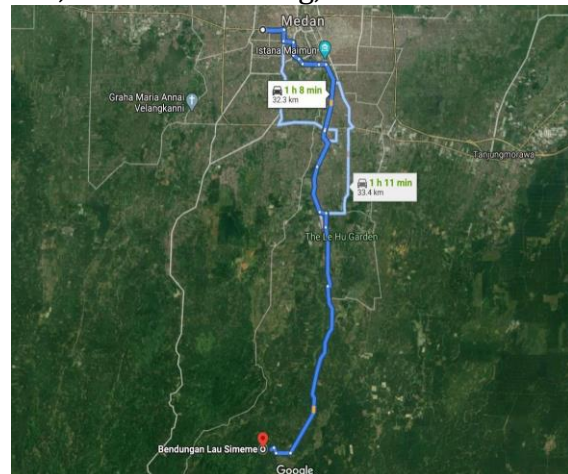 Medan
Istana Maimun
1 h 8 min
32.3 km
Graha Maria Annai
Velangkanni
Tanjungmorawa
1 h 11 min
33.4 km
The Le Hu Garden
Bendungan Lau Simeme
Google